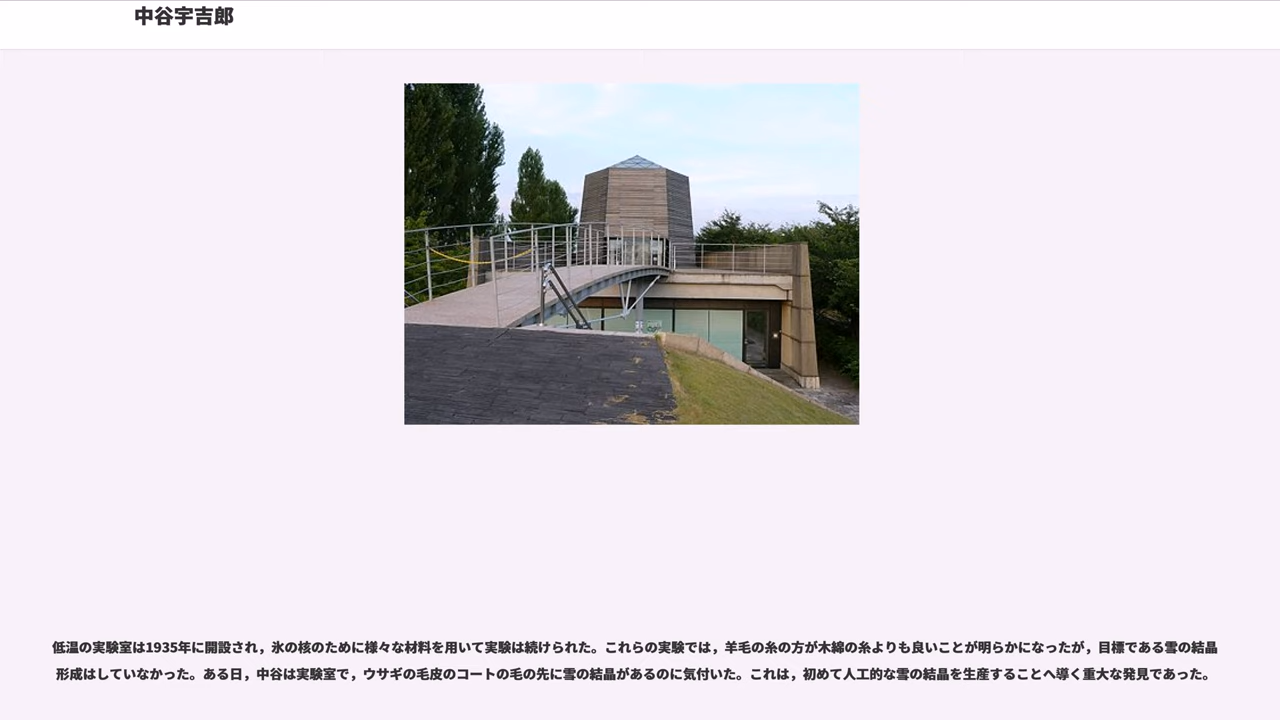 中谷宇吉郎
低温の実験室は1935年に開設され，氷の核のために様々な材料を用いて実験は続けられた。これらの実験では，羊毛の糸の方が木綿の糸よりも良いことが明らかになったが，目標である雪の結晶
形成はしていなかった。ある日，中谷は実験室で，ウサギの毛皮のコートの毛の先に雪の結晶があるのに気付いた。これは，初めて人工的な雪の結晶を生産することへ導く重大な発見であった。